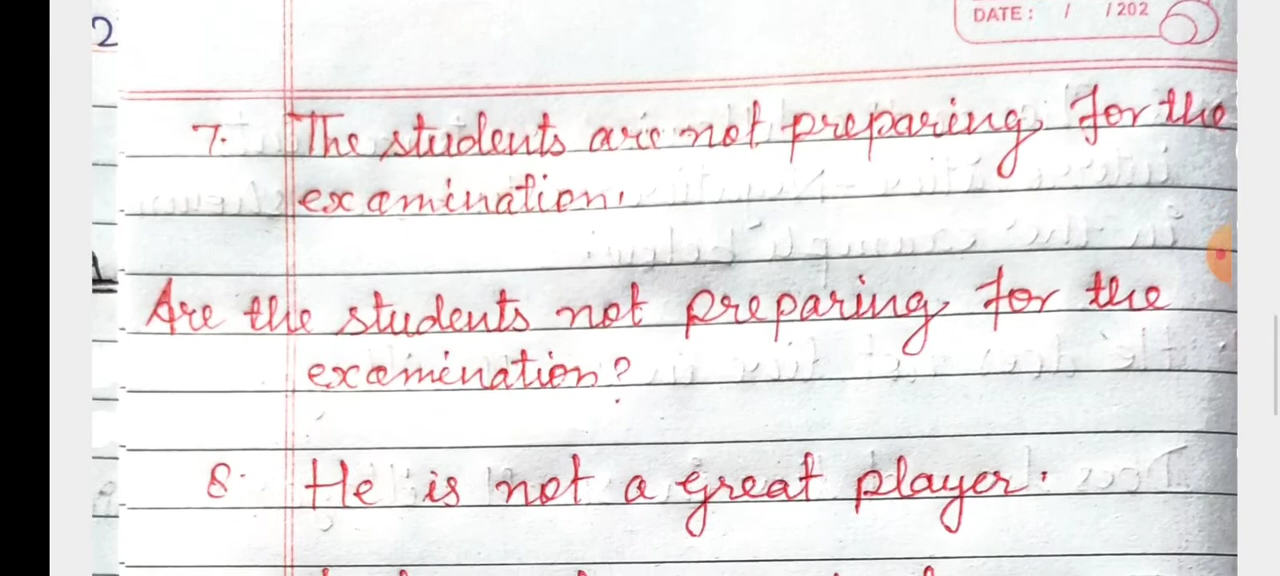 2
DATE: / /202
7. The students are not preparing for the
examination.
Are the students not preparing for the
examination?
8. He is not a great player.